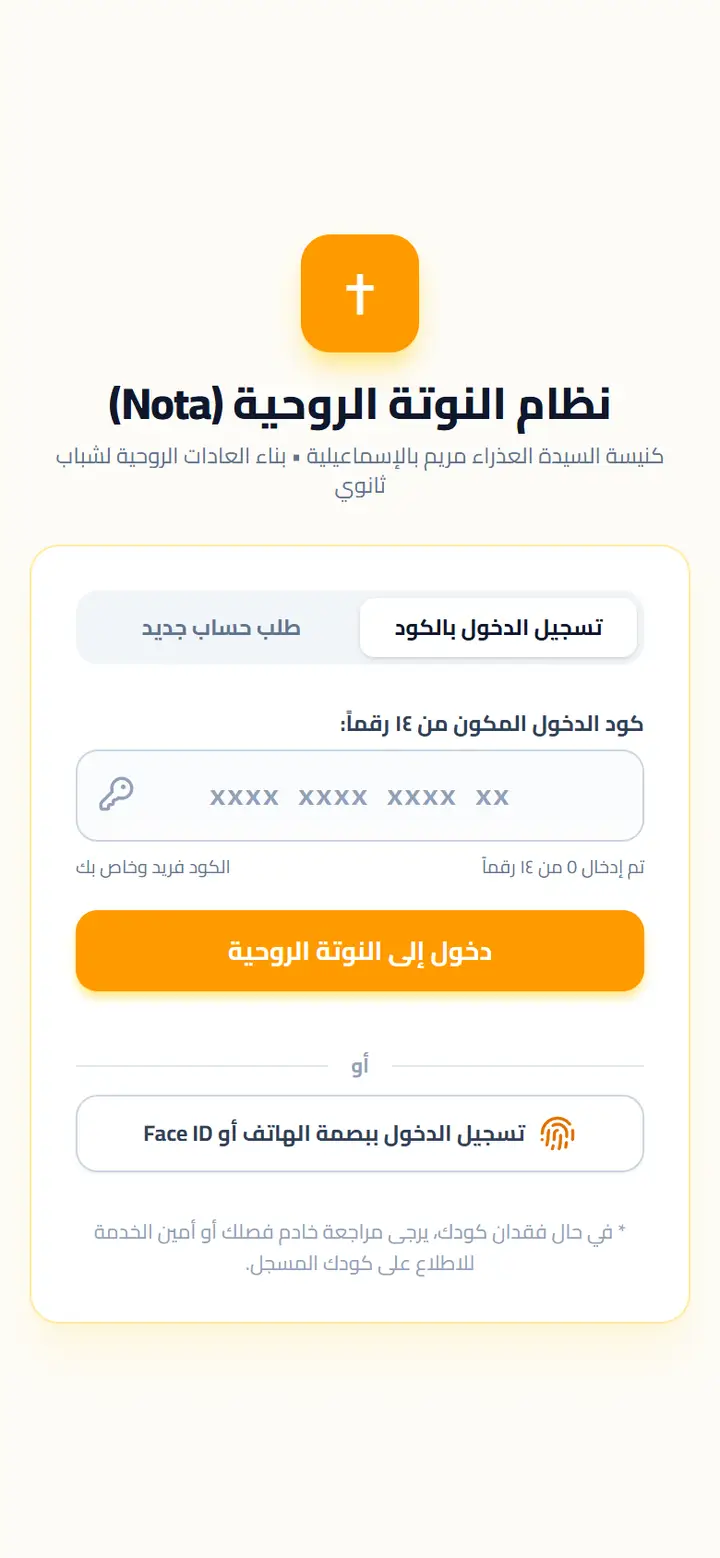 نظام النوتة الروحية (Nota)
كنيسة السيدة العذراء مريم بالإسماعيلية • بناء العادات الروحية لشباب
ثانوي
تسجيل الدخول بالكود
طلب حساب جديد
كود الدخول المكون من ١٤ رقماً:
XXXX XXXX XXXX XX
تم إدخال 0 من ١٤ رقماً
الكود فريد وخاص بك
دخول إلى النوتة الروحية
أو
تسجيل الدخول ببصمة الهاتف أو Face ID
* في حال فقدان كودك، يرجى مراجعة خادم فصلك أو أمين الخدمة
للاطلاع على كودك المسجل.